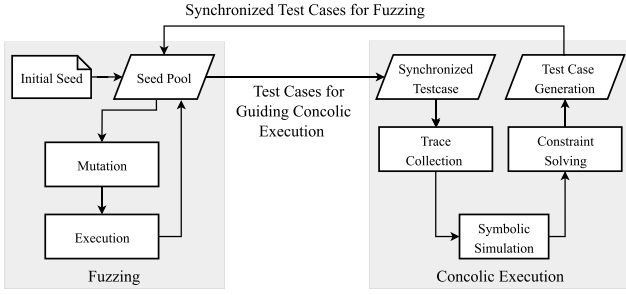 Synchronized Test Cases for Fuzzing
Initial Seed
Seed Pool
Mutation
Execution
Fuzzing
Test Cases for
Guiding Concolic
Execution
Synchronized
Testcase
Trace
Collection
Symbolic
Simulation
Constraint
Solving
Test Case
Generation
Concolic Execution